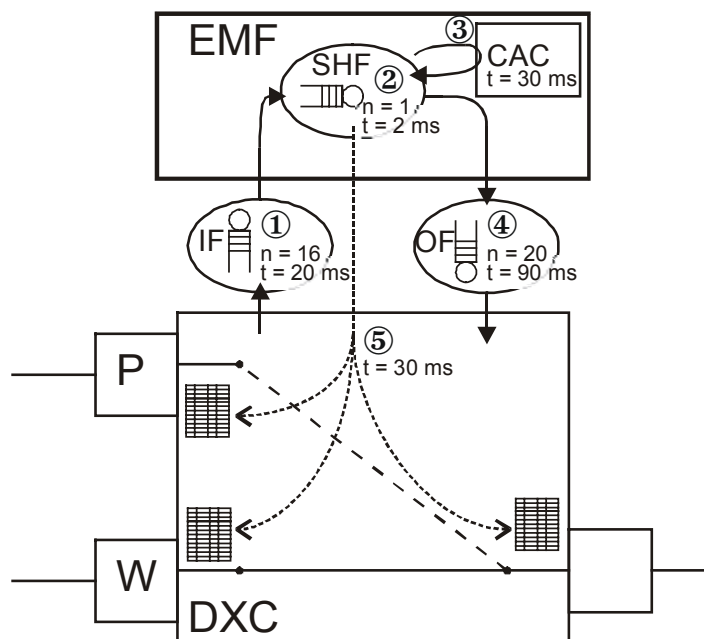 EMF
③
CAC
t = 30 ms
SHF
②
n = 1
t = 2 ms
①
IF
n = 16
t = 20 ms
④
OF
n = 20
t = 90 ms
⑤
t = 30 ms
P
W
DXC